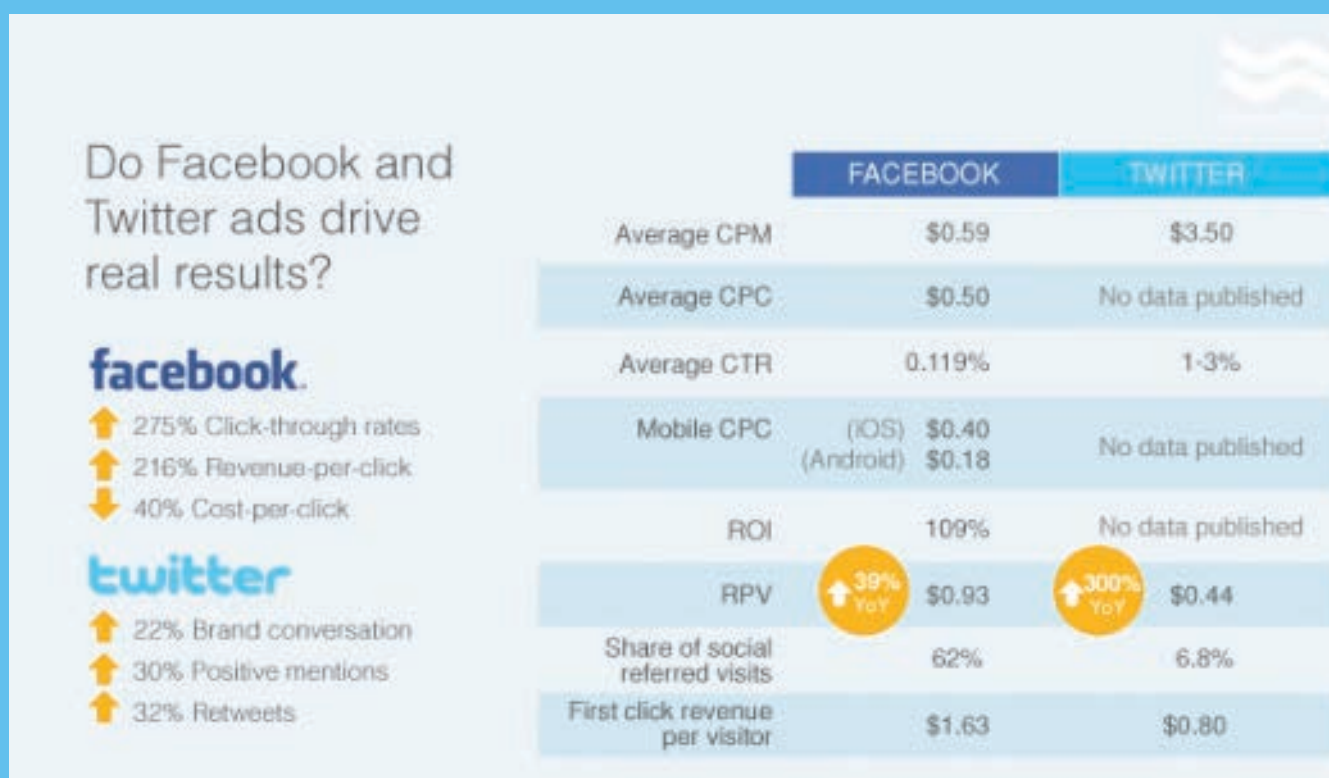 Do Facebook and
Twitter ads drive
real results?
facebook.
275% Click-through rates
216% Revenue-per-click
40% Cost-per-click
twitter
22% Brand conversation
30% Positive mentions
32% Retweets
FACEBOOK TWITTER
Average CPM $0.59 $3.50
Average CPC $0.50 No data published
Average CTR 0.119% 1-3%
Mobile CPC (iOS) $0.40 No data published
(Android) $0.18
ROI 109% No data published
RPV 39% YoY $0.93 300% YoY $0.44
Share of social
referred visits 62% 6.8%
First click revenue
per visitor $1.63 $0.80